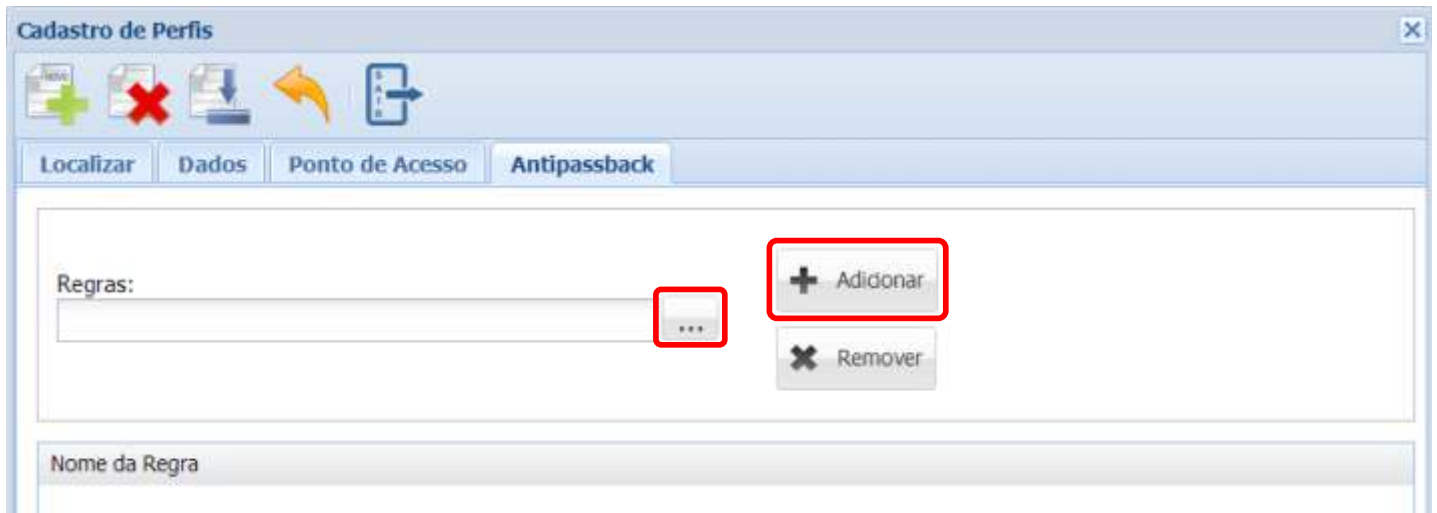 Cadastro de Perfis
Localizar Dados Ponto de Acesso Antipassback
Regras:
...
Adicionar
Remover
Nome da Regra